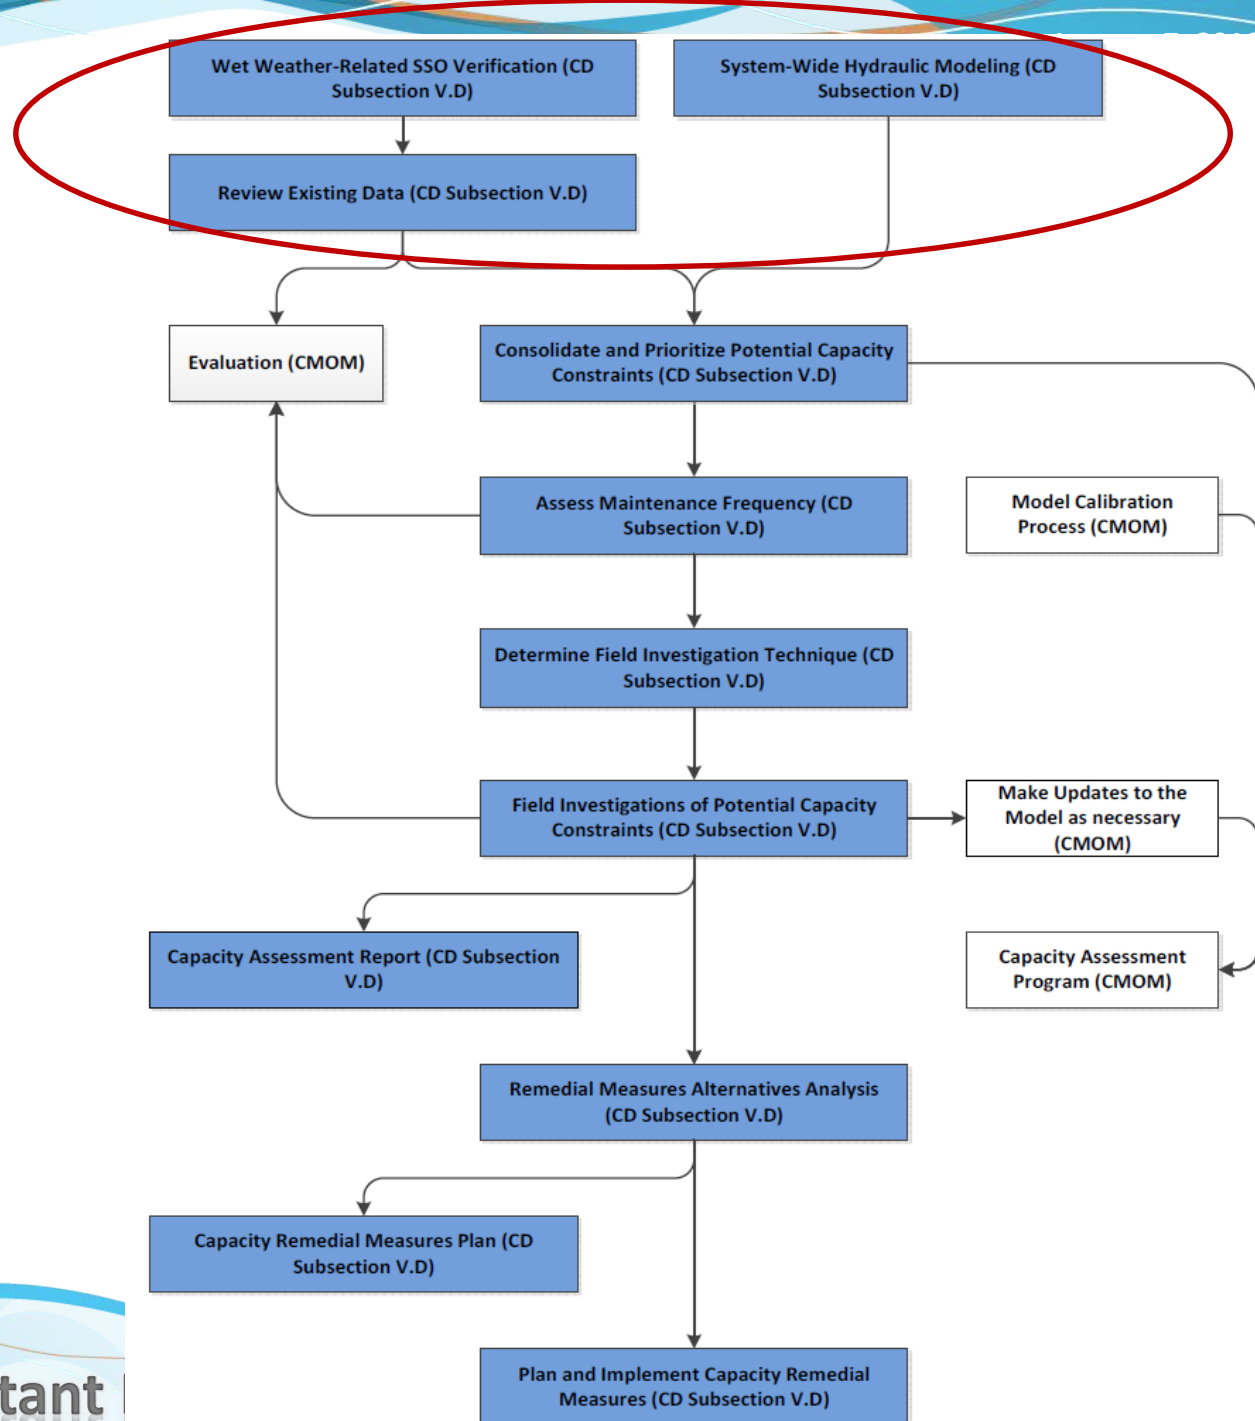 Wet Weather-Related SSO Verification (CD
Subsection V.D)
System-Wide Hydraulic Modeling (CD
Subsection V.D)
Review Existing Data (CD Subsection V.D)
Evaluation (CMOM)
Consolidate and Prioritize Potential Capacity
Constraints (CD Subsection V.D)
Assess Maintenance Frequency (CD
Subsection V.D)
Model Calibration
Process (CMOM)
Determine Field Investigation Technique (CD
Subsection V.D)
Field Investigations of Potential Capacity
Constraints (CD Subsection V.D)
Make Updates to the
Model as necessary
(CMOM)
Capacity Assessment Report (CD Subsection
V.D)
Capacity Assessment
Program (CMOM)
Remedial Measures Alternatives Analysis
(CD Subsection V.D)
Capacity Remedial Measures Plan (CD
Subsection V.D)
Plan and Implement Capacity Remedial
Measures (CD Subsection V.D)
tant